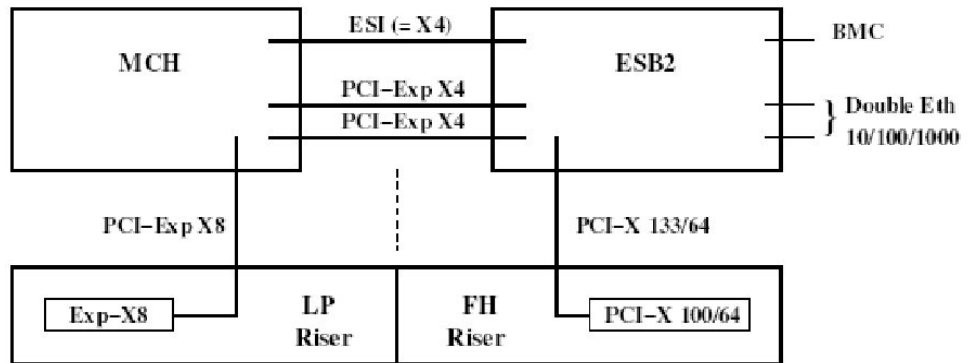 ESI (= X4)
MCH
ESB2
BMC
PCI-Exp X4
PCI-Exp X4
Double Eth
10/100/1000
PCI-Exp X8
PCI-X 133/64
Exp-X8
LP
Riser
FH
Riser
PCI-X 100/64